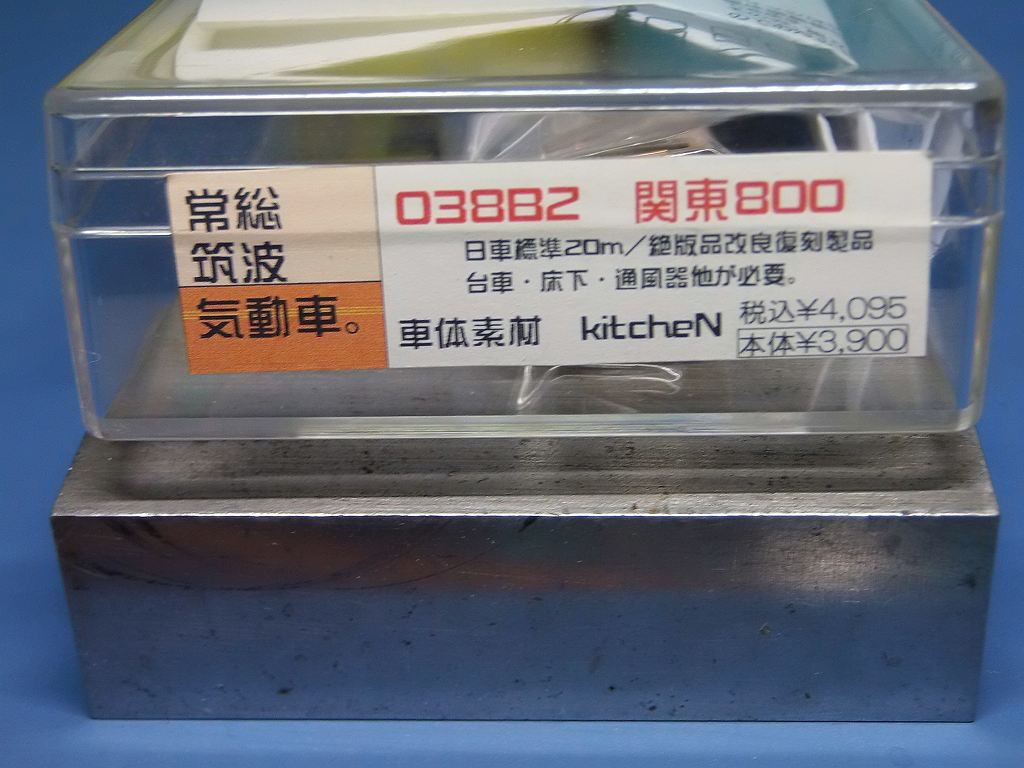 常総
筑波
気動車。
038B2 関東800
日車標準20m/絶版品改良復刻製品
台車・床下・通風器他が必要。
車体素材 kitcheN
税込¥4,095
本体¥3,900